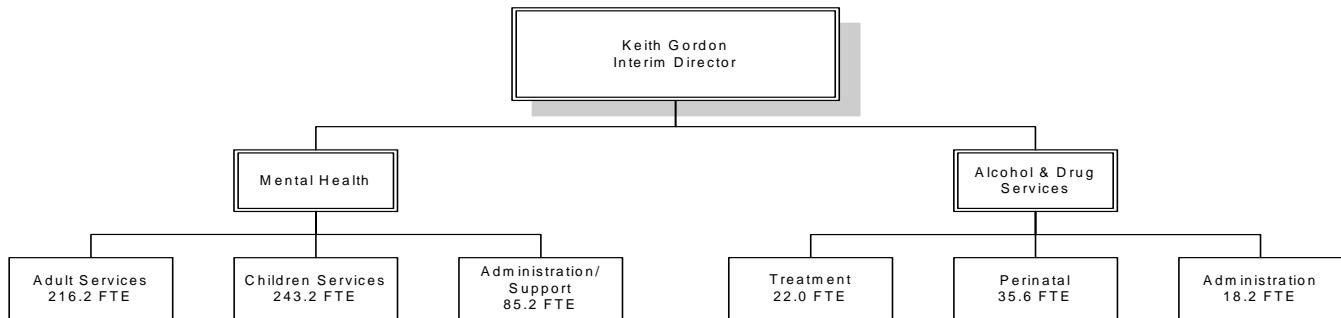 Keith Gordon
Interim Director
Mental Health
Alcohol & Drug
Services
Adult Services
216.2 FTE
Children Services
243.2 FTE
Administration/
Support
85.2 FTE
Treatment
22.0 FTE
Perinatal
35.6 FTE
Administration
18.2 FTE